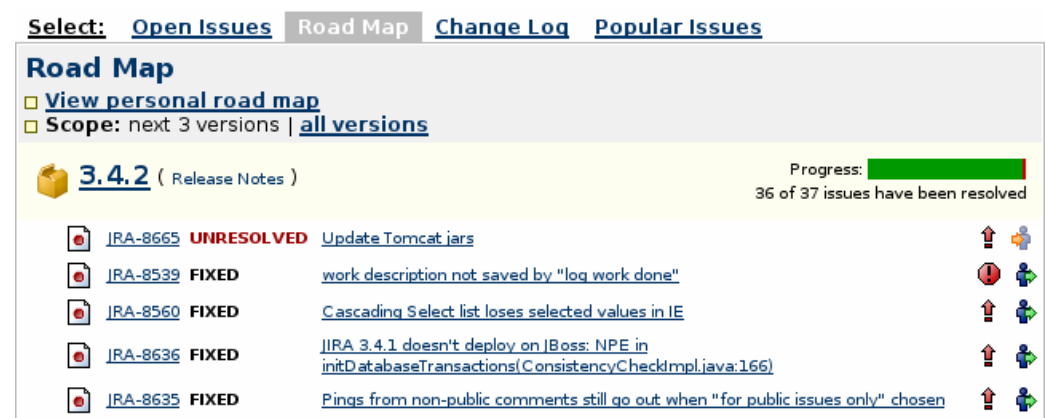 Select: Open Issues Road Map Change Log Popular Issues
Road Map
View personal road map
Scope: next 3 versions | all versions
3.4.2 ( Release Notes ) Progress:
36 of 37 issues have been resolved
JRA-8665 UNRESOLVED Update Tomcat jars
JRA-8539 FIXED work description not saved by "log work done"
JRA-8560 FIXED Cascading Select list loses selected values in IE
JRA-8636 FIXED JIRA 3.4.1 doesn't deploy on JBoss: NPE in
initDatabaseTransactions(ConsistencyCheckImpl.java:166)
JRA-8635 FIXED Pings from non-public comments still go out when "for public issues only" chosen